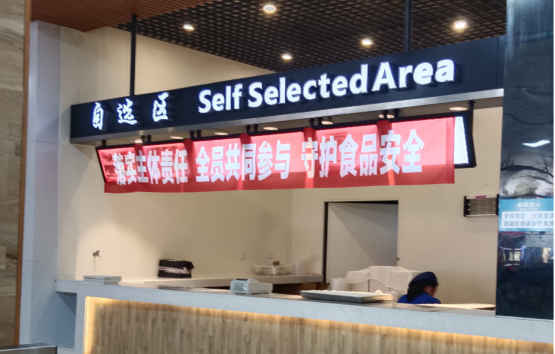 自选区 Self Selected Area
落实主体责任 全员共同参与 守护食品安全